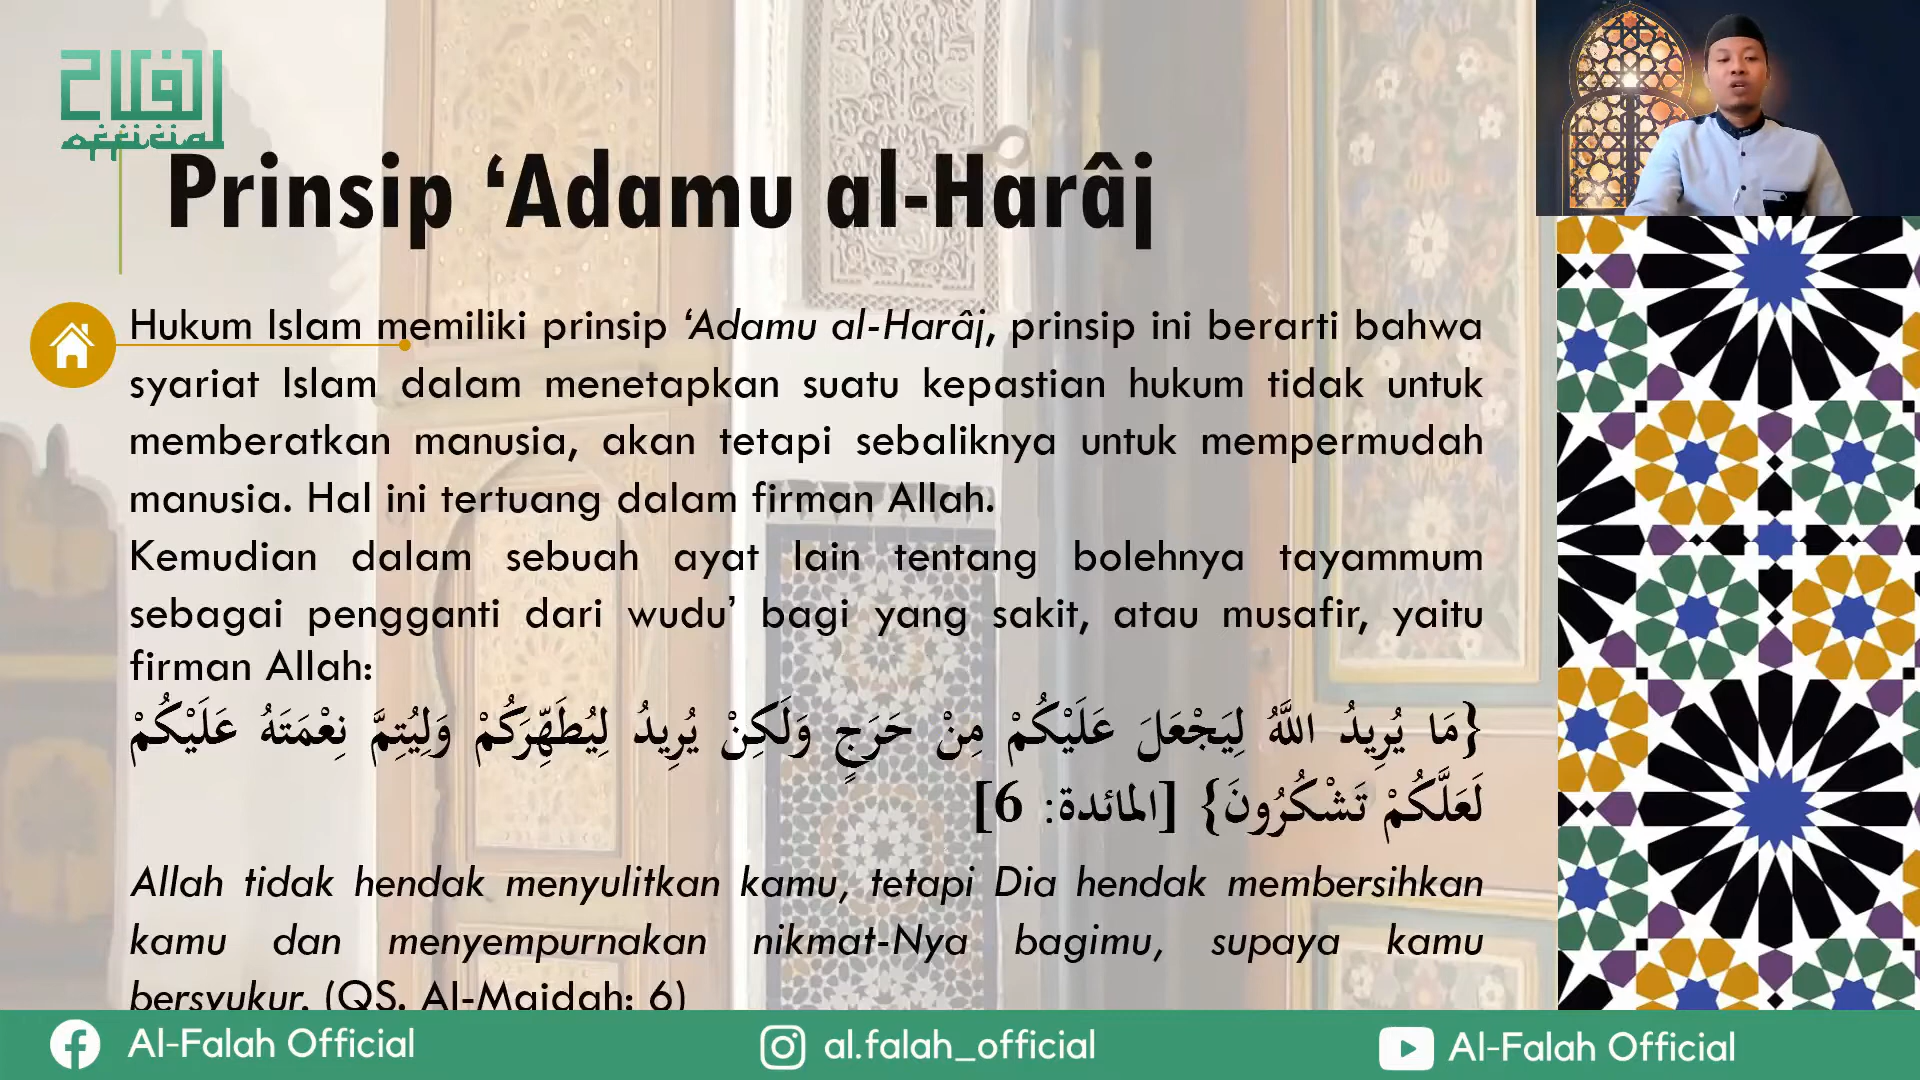 الفلاح
official
Prinsip ‘Adamu al-Harâj
Hukum Islam memiliki prinsip ‘Adamu al-Harâj, prinsip ini berarti bahwa
syariat Islam dalam menetapkan suatu kepastian hukum tidak untuk
memberatkan manusia, akan tetapi sebaliknya untuk mempermudah
manusia. Hal ini tertuang dalam firman Allah.
Kemudian dalam sebuah ayat lain tentang bolehnya tayammum
sebagai pengganti dari wudu’ bagi yang sakit, atau musafir, yaitu
firman Allah:
{مَا يُرِيدُ اللَّهُ لِيَجْعَلَ عَلَيْكُمْ مِنْ حَرَجٍ وَلَكِنْ يُرِيدُ لِيُطَهِّرَكُمْ وَلِيُتِمَّ نِعْمَتَهُ عَلَيْكُمْ
لَعَلَّكُمْ تَشْكُرُونَ} [المائدة: 6]
Allah tidak hendak menyulitkan kamu, tetapi Dia hendak membersihkan
kamu dan menyempurnakan nikmat-Nya bagimu, supaya kamu
bersyukur. (QS. Al-Maidah: 6)
Al-Falah Official
al.falah_official
Al-Falah Official